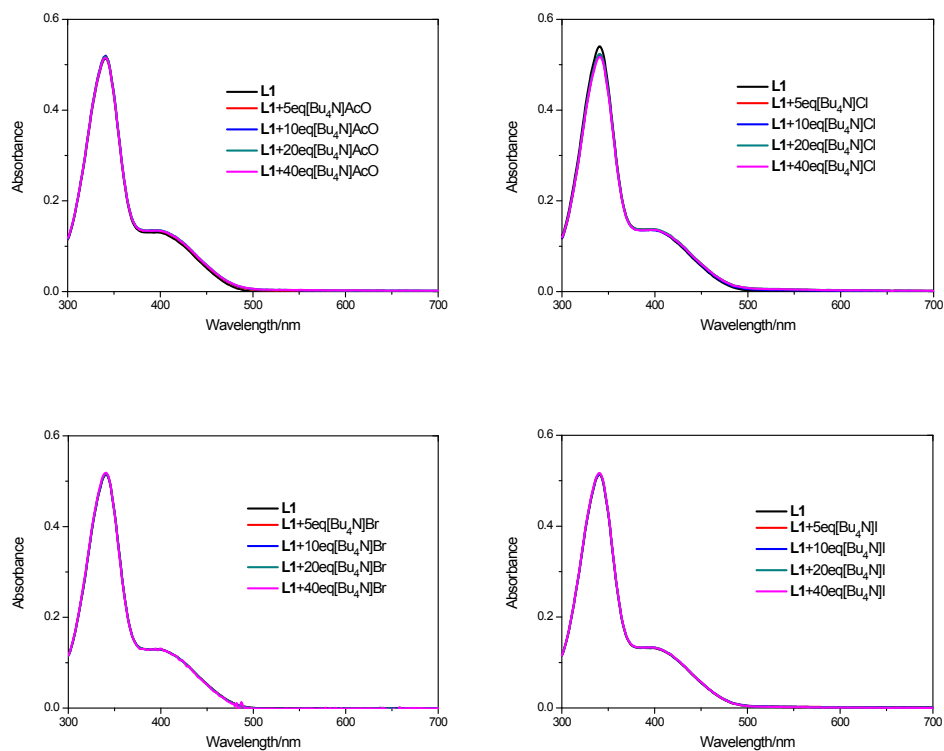 0.6
0.4
0.2
0.0
Absorbance
L1
L1+5eq[Bu4N]AcO
L1+10eq[Bu4N]AcO
L1+20eq[Bu4N]AcO
L1+40eq[Bu4N]AcO
300 400 500 600 700
Wavelength/nm
0.6
0.4
0.2
0.0
Absorbance
L1
L1+5eq[Bu4N]Cl
L1+10eq[Bu4N]Cl
L1+20eq[Bu4N]Cl
L1+40eq[Bu4N]Cl
300 400 500 600 700
Wavelength/nm
0.6
0.4
0.2
0.0
Absorbance
L1
L1+5eq[Bu4N]Br
L1+10eq[Bu4N]Br
L1+20eq[Bu4N]Br
L1+40eq[Bu4N]Br
300 400 500 600 700
Wavelength/nm
0.6
0.4
0.2
0.0
Absorbance
L1
L1+5eq[Bu4N]I
L1+10eq[Bu4N]I
L1+20eq[Bu4N]I
L1+40eq[Bu4N]I
300 400 500 600 700
Wavelength/nm